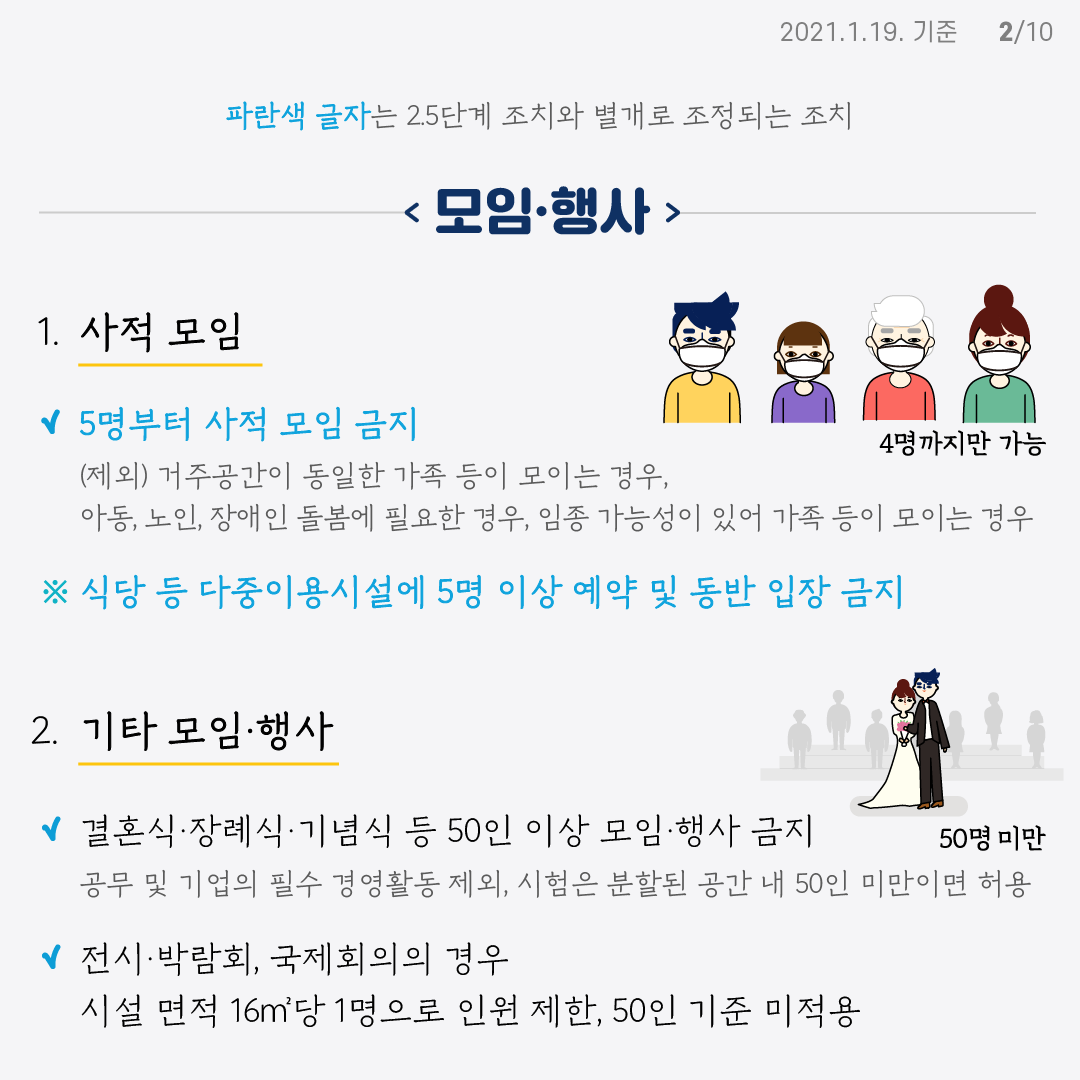 2021.1.19. 기준 2/10
파란색 글자는 2.5단계 조치와 별개로 조정되는 조치
< 모임·행사 >
1. 사적 모임
4명까지만 가능
✔ 5명부터 사적 모임 금지
(제외) 거주공간이 동일한 가족 등이 모이는 경우,
아동, 노인, 장애인 돌봄에 필요한 경우, 임종 가능성이 있어 가족 등이 모이는 경우
※ 식당 등 다중이용시설에 5명 이상 예약 및 동반 입장 금지
2. 기타 모임·행사
50명 미만
✔ 결혼식·장례식·기념식 등 50인 이상 모임·행사 금지
공무 및 기업의 필수 경영활동 제외, 시험은 분할된 공간 내 50인 미만이면 허용
✔ 전시·박람회, 국제회의의 경우
시설 면적 16㎡당 1명으로 인원 제한, 50인 기준 미적용